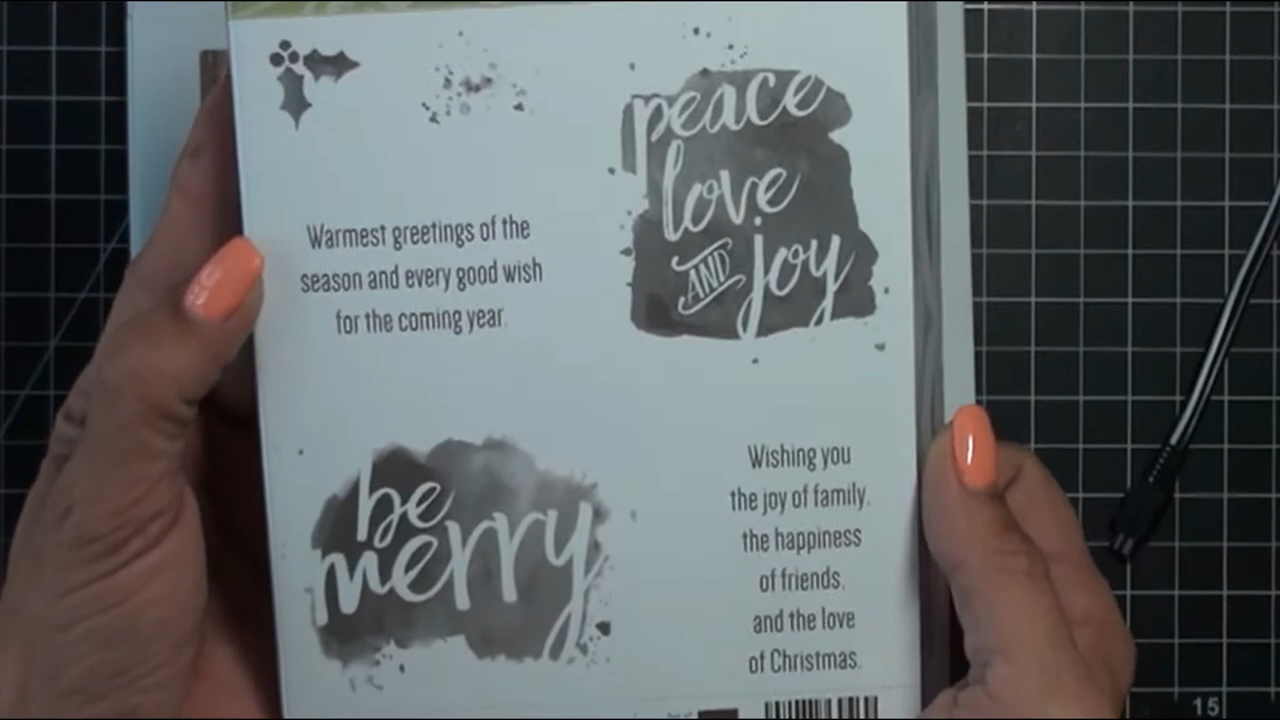 peace
love
AND joy
Warmest greetings of the
season and every good wish
for the coming year.
be
merry
Wishing you
the joy of family,
the happiness
of friends,
and the love
of Christmas.
15